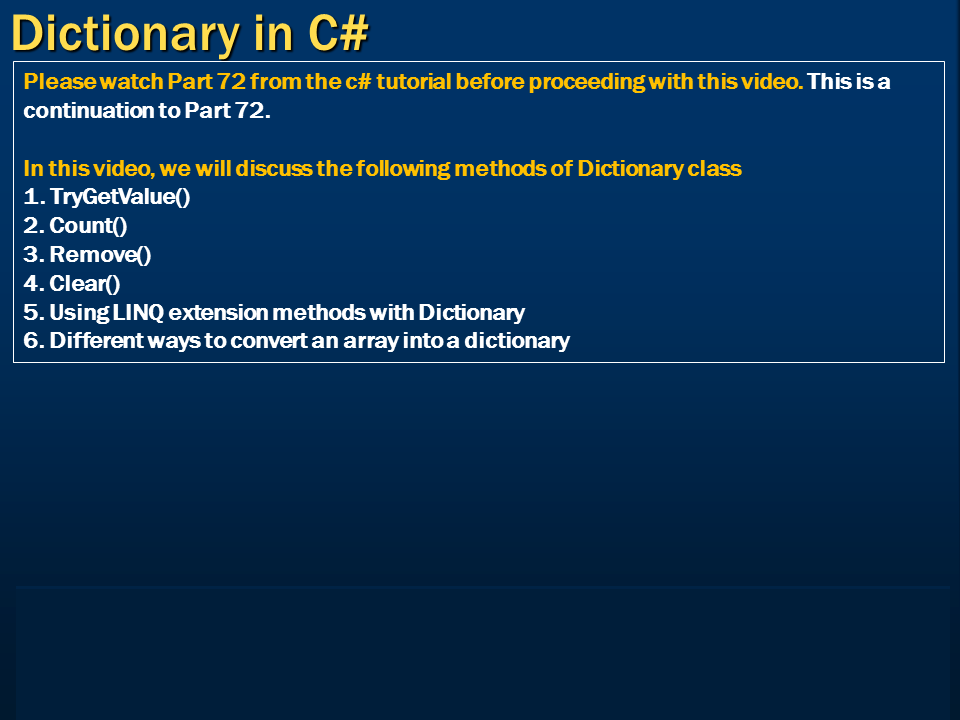 Dictionary in C#
Please watch Part 72 from the c# tutorial before proceeding with this video. This is a
continuation to Part 72.
In this video, we will discuss the following methods of Dictionary class
1. TryGetValue()
2. Count()
3. Remove()
4. Clear()
5. Using LINQ extension methods with Dictionary
6. Different ways to convert an array into a dictionary